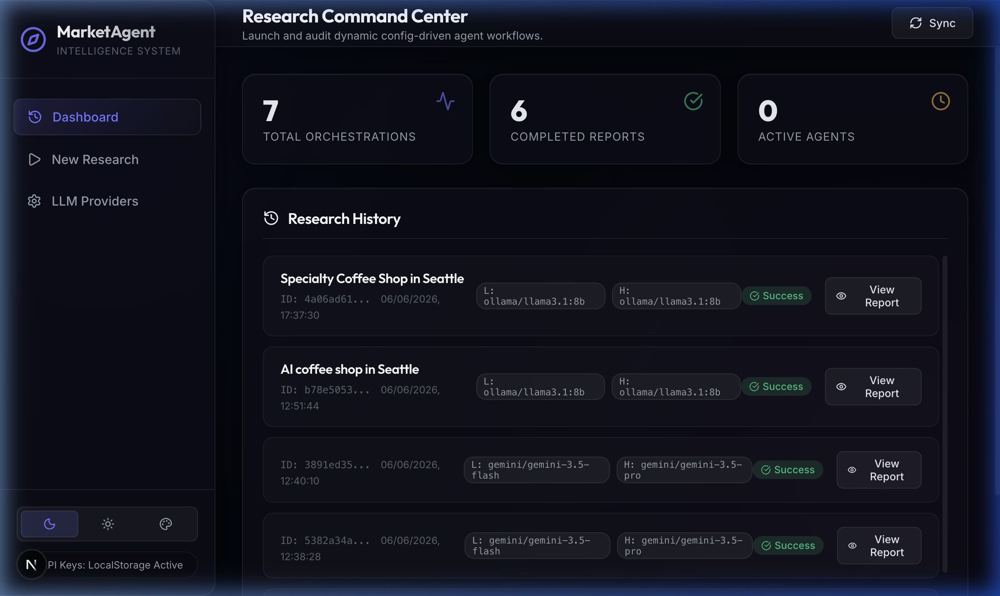 MarketAgent
INTELLIGENCE SYSTEM
Dashboard
New Research
LLM Providers
PI Keys: LocalStorage Active
Research Command Center
Launch and audit dynamic config-driven agent workflows.
Sync
7
TOTAL ORCHESTRATIONS
6
COMPLETED REPORTS
0
ACTIVE AGENTS
Research History
Specialty Coffee Shop in Seattle
ID: 4a06ad61... 06/06/2026,
17:37:30
L:
ollama/llama3.1:8b
H:
ollama/llama3.1:8b
Success
View
Report
AI coffee shop in Seattle
ID: b78e5053... 06/06/2026,
12:51:44
L:
ollama/llama3.1:8b
H:
ollama/llama3.1:8b
Success
View
Report
ID: 3891ed35... 06/06/2026,
12:40:10
L: gemini/gemini-3.5-
flash
H: gemini/gemini-3.5-
pro
Success
View
Report
ID: 5382a34a... 06/06/2026,
12:38:28
L: gemini/gemini-3.5-
flash
H: gemini/gemini-3.5-
pro
Success
View
Report